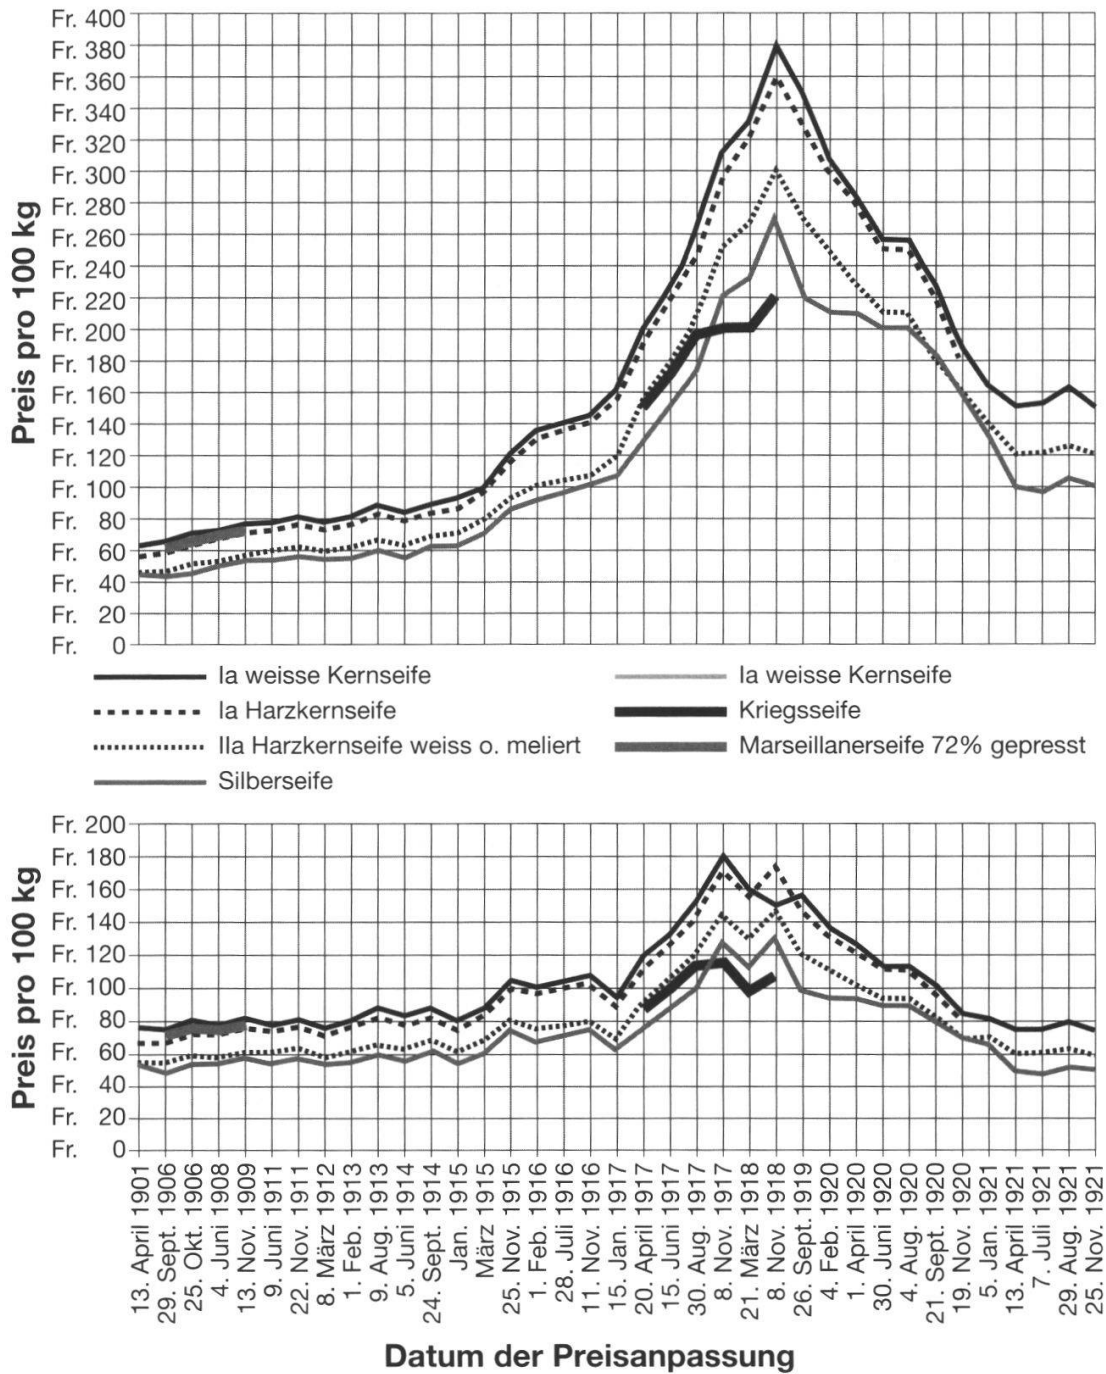 Preis pro 100 kg
Fr. 400
Fr. 380
Fr. 360
Fr. 340
Fr. 320
Fr. 300
Fr. 280
Fr. 260
Fr. 240
Fr. 220
Fr. 200
Fr. 180
Fr. 160
Fr. 140
Fr. 120
Fr. 100
Fr. 80
Fr. 60
Fr. 40
Fr. 20
Fr. 0
Ia weisse Kernseife
Ia Harzkernseife
IIa Harzkernseife weiss o. meliert
Silberseife
Ia weisse Kernseife
Kriegsseife
Marseillanerseife 72% gepresst
Preis pro 100 kg
Fr. 200
Fr. 180
Fr. 160
Fr. 140
Fr. 120
Fr. 100
Fr. 80
Fr. 60
Fr. 40
Fr. 20
Fr. 0
13. April 1901
29. Sept. 1906
25. Okt. 1906
4. Juni 1908
13. Nov. 1909
9. Juni 1911
22. Nov. 1911
8. März 1912
1. Feb. 1913
9. Aug. 1913
5. Juni 1914
24. Sept. 1914
Jan. 1915
März 1915
25. Nov. 1915
1. Feb. 1916
28. Juli 1916
11. Nov. 1916
15. Jan. 1917
20. April 1917
15. Juni 1917
30. Aug. 1917
8. Nov. 1917
21. März 1918
8. Nov. 1918
26. Sept. 1919
4. Feb. 1920
1. April 1920
30. Juni 1920
4. Aug. 1920
21. Sept. 1920
19. Nov. 1920
5. Jan. 1921
13. April 1921
7. Juli 1921
29. Aug. 1921
25. Nov. 1921
Datum der Preisanpassung